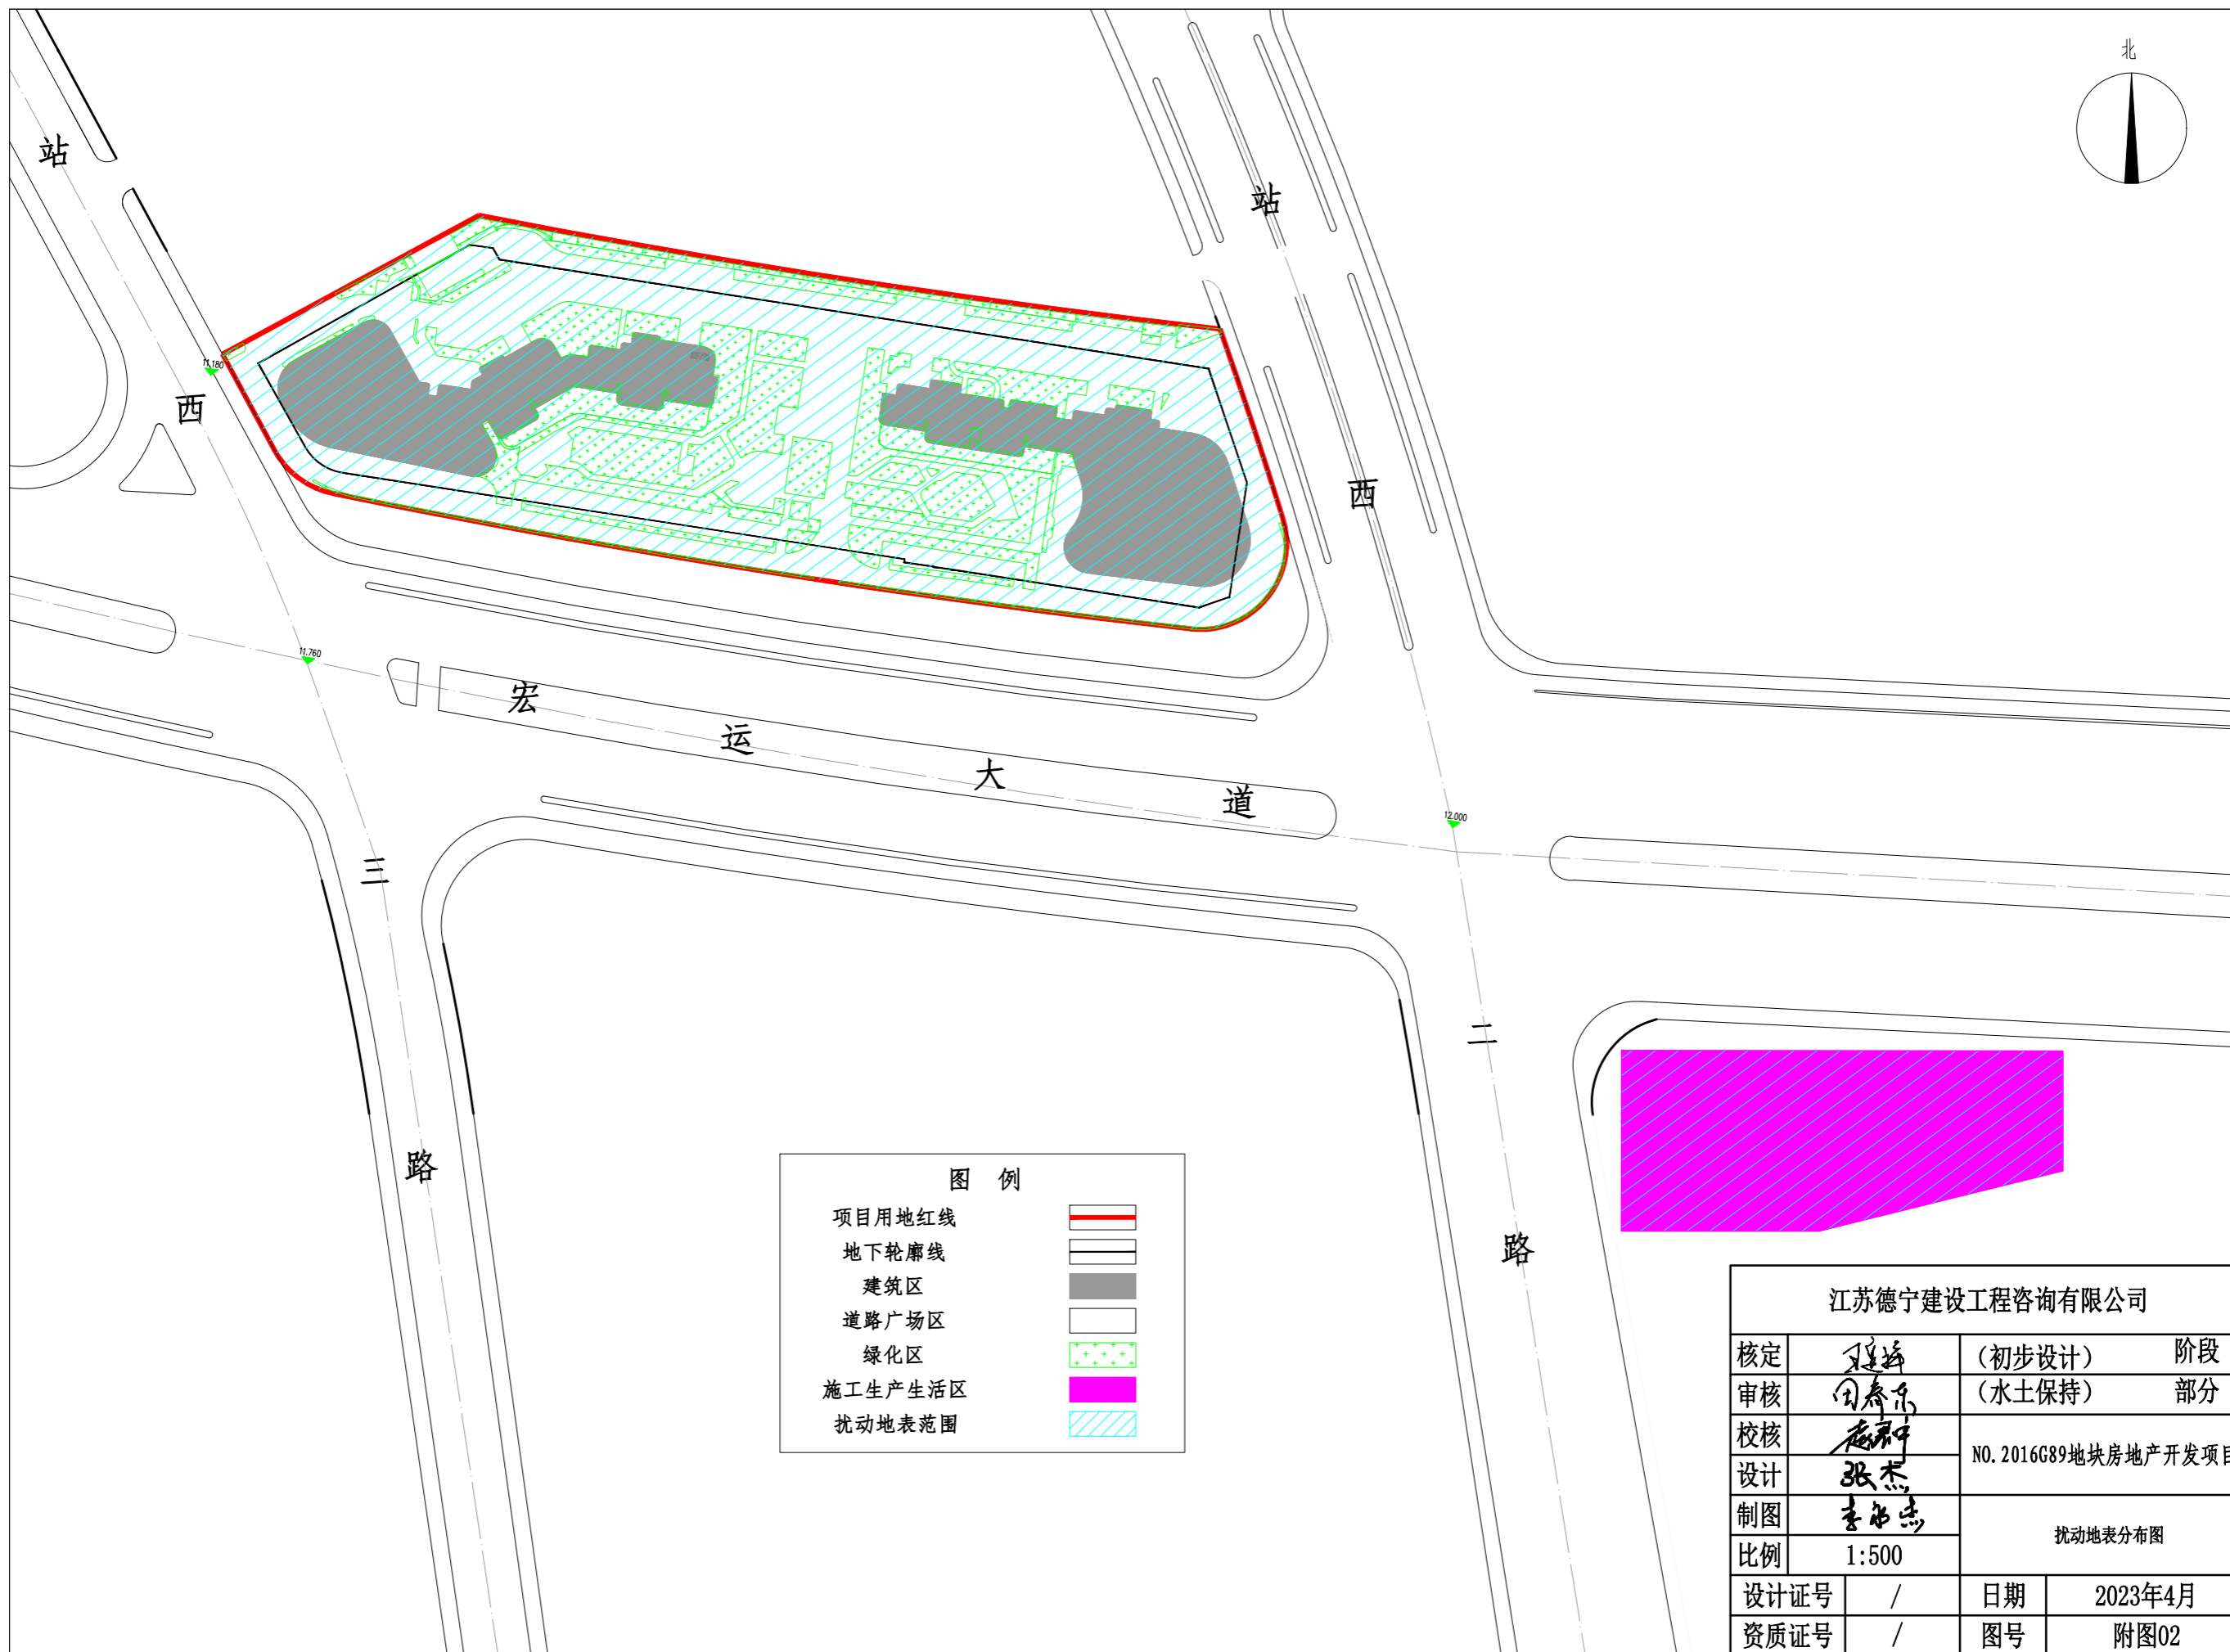 北
站
西
三
路
站
西
二
路
宏运大道
11.180
11.760
12.000
图 例
项目用地红线
地下轮廓线
建筑区
道路广场区
绿化区
施工生产生活区
扰动地表范围
江苏德宁建设工程咨询有限公司
核定 （初步设计） 阶段
审核 （水土保持） 部分
校核
NO.2016G89地块房地产开发项目
设计 张杰
制图
扰动地表分布图
比例 1:500
设计证号 / 日期 2023年4月
资质证号 / 图号 附图02